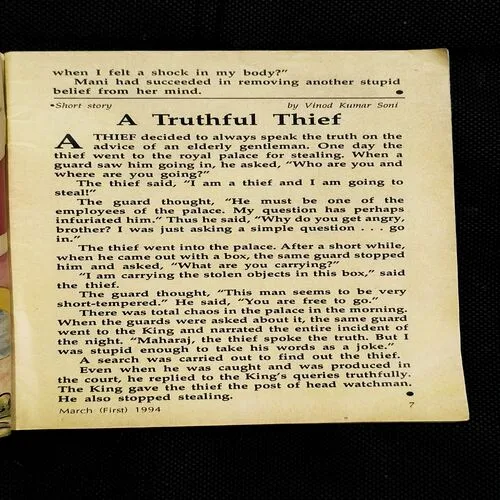 when I felt a shock in my body?"
Mani had succeeded in removing another stupid
belief from her mind.
•Short story by Vinod Kumar Soni
A Truthful Thief
A THIEF decided to always speak the truth on the
advice of an elderly gentleman. One day the
thief went to the royal palace for stealing. When a
guard saw him going in, he asked, "Who are you and
where are you going?"
The thief said, "I am a thief and I am going to
steal!"
The guard thought, "He must be one of the
employees of the palace. My question has perhaps
infuriated him." Thus he said, "Why do you get angry,
brother? I was just asking a simple question . . . go
in."
The thief went into the palace. After a short while,
when he came out with a box, the same guard stopped
him and asked, "What are you carrying?"
"I am carrying the stolen objects in this box," said
the thief.
The guard thought, "This man seems to be very
short-tempered." He said, "You are free to go."
There was total chaos in the palace in the morning.
When the guards were asked about it, the same guard
went to the King and narrated the entire incident of
the night. "Maharaj, the thief spoke the truth. But I
was stupid enough to take his words as a joke."
A search was carried out to find out the thief.
Even when he was caught and was produced in
the court, he replied to the King's queries truthfully.
The King gave the thief the post of head watchman.
He also stopped stealing.
March (First) 1994 7